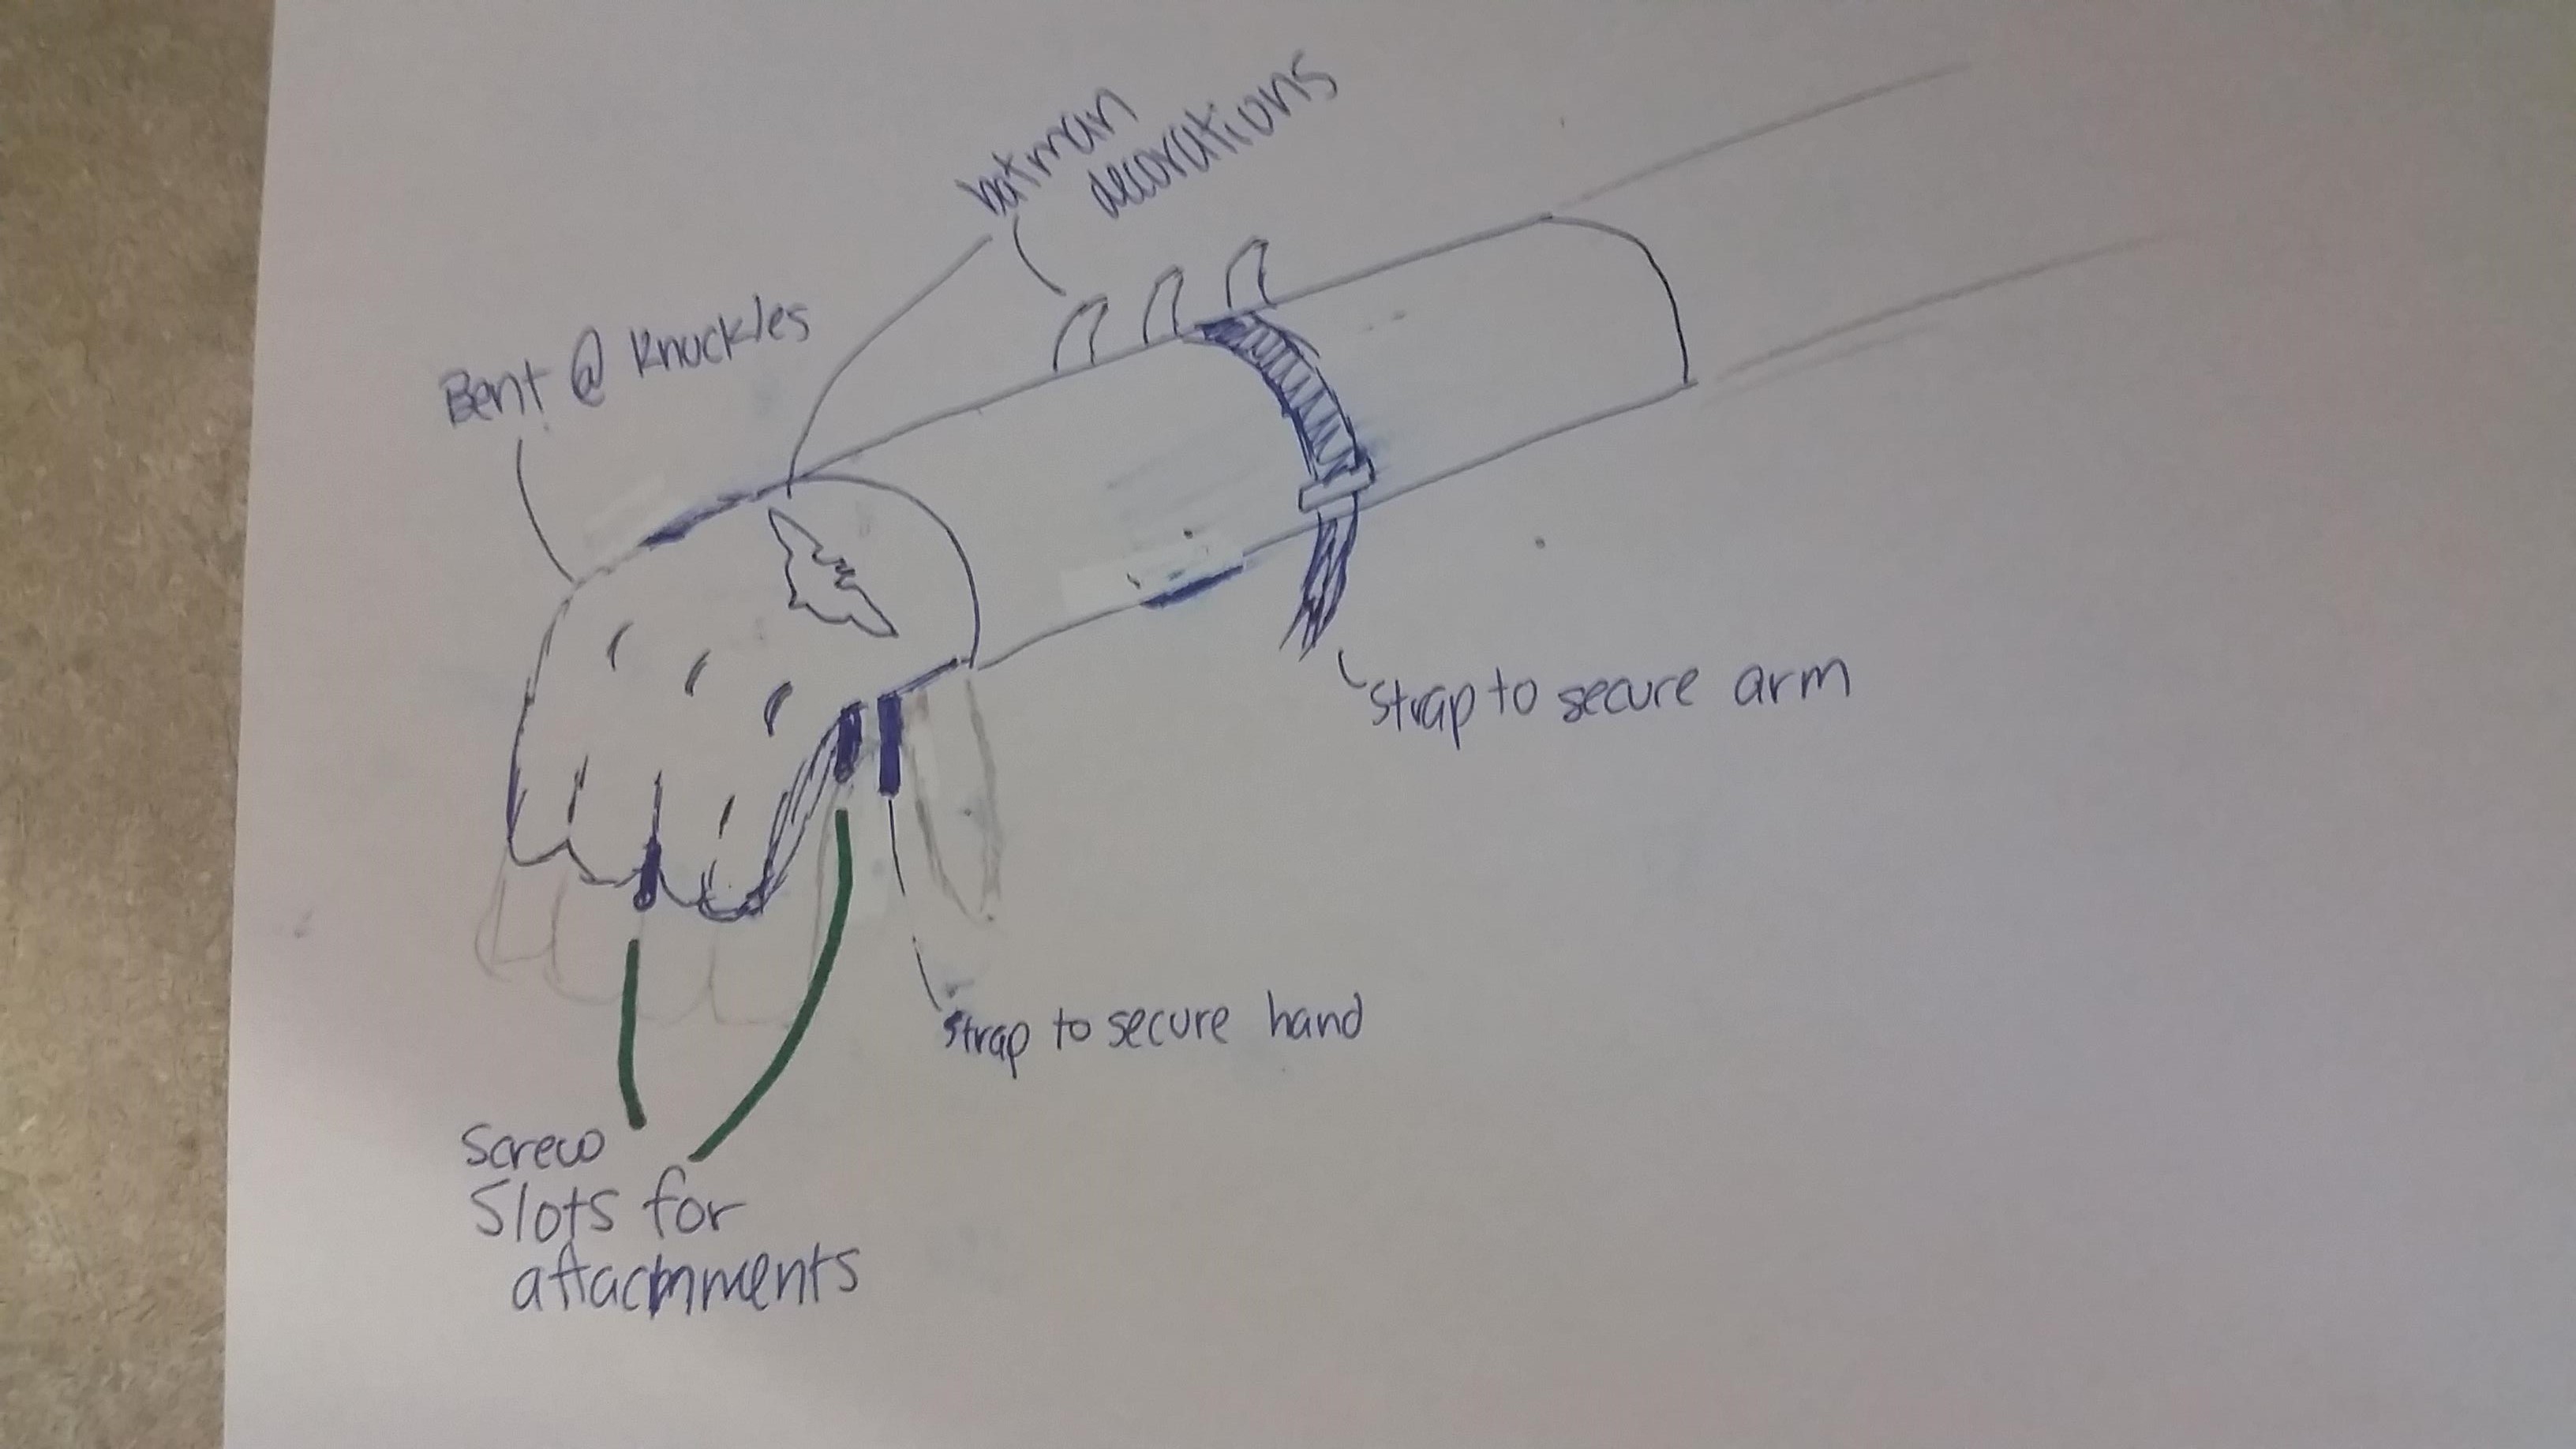 batman
decorations
Bent @ Knuckles
Strap to secure arm
Strap to secure hand
Screw
Slots for
attachments